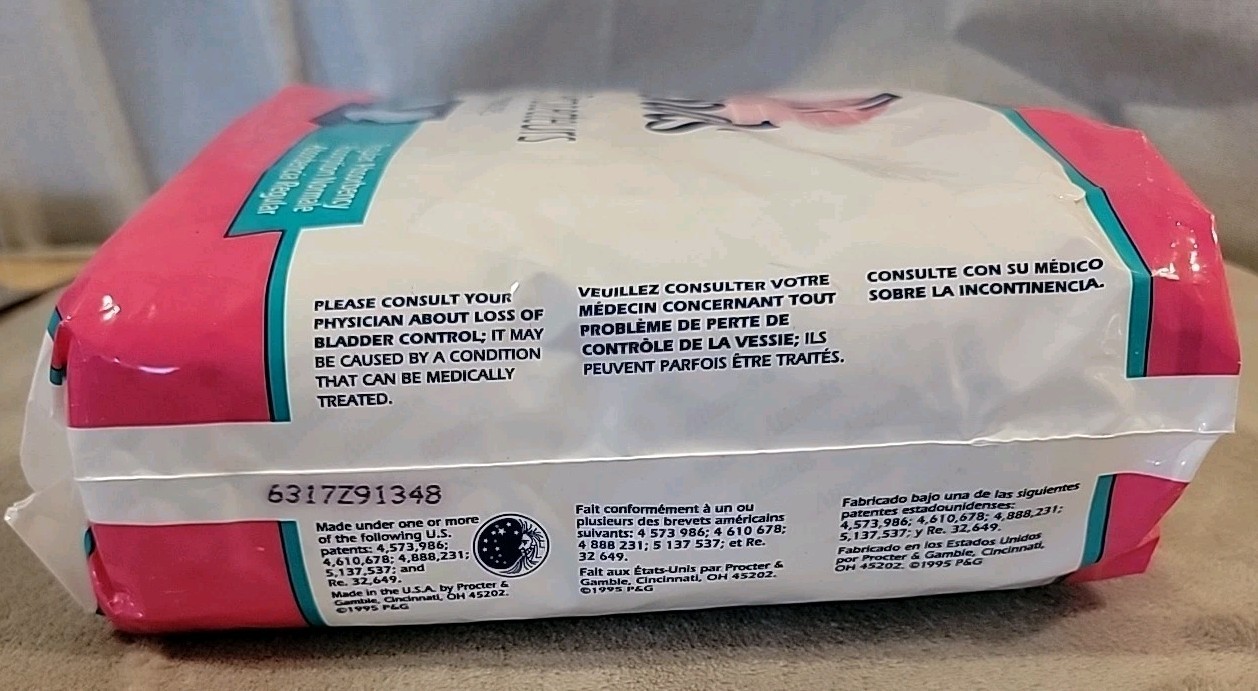 Absorption Normale
Absorbencia Regular
PLEASE CONSULT YOUR
PHYSICIAN ABOUT LOSS OF
BLADDER CONTROL; IT MAY
BE CAUSED BY A CONDITION
THAT CAN BE MEDICALLY
TREATED.
VEUILLEZ CONSULTER VOTRE
MÉDECIN CONCERNANT TOUT
PROBLÈME DE PERTE DE
CONTRÔLE DE LA VESSIE; ILS
PEUVENT PARFOIS ÊTRE TRAITÉS.
CONSULTE CON SU MÉDICO
SOBRE LA INCONTINENCIA.
6317Z91348
Made under one or more
of the following U.S.
patents: 4,573,986;
4,610,678; 4,888,231;
5,137,537; and
Re. 32,649.
Made in the U.S.A. by Procter &
Gamble, Cincinnati, OH 45202.
©1995 P&G
Fait conformément à un ou
plusieurs des brevets américains
suivants: 4 573 986; 4 610 678;
4 888 231; 5 137 537; et Re.
32 649.
Fait aux États-Unis par Procter &
Gamble, Cincinnati, OH 45202.
©1995 P&G
Fabricado bajo una de las siguientes
patentes estadounidenses:
4,573,986; 4,610,678; 4,888,231;
5,137,537; y Re. 32,649.
Fabricado en los Estados Unidos
por Procter & Gamble, Cincinnati,
OH 45202. ©1995 P&G